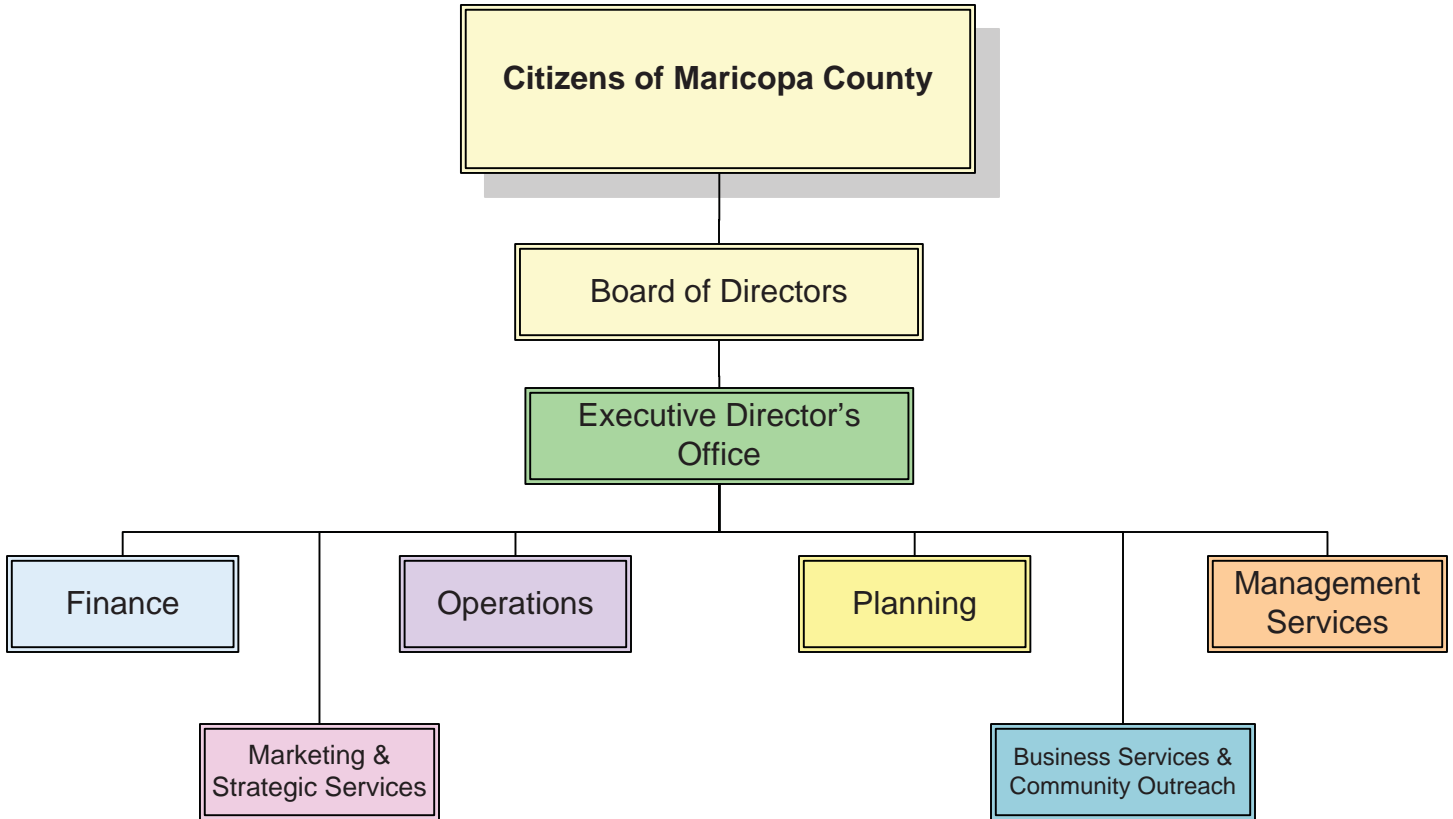 Citizens of Maricopa County
Board of Directors
Executive Director’s
Office
Finance
Operations
Planning
Management
Services
Marketing &
Strategic Services
Business Services &
Community Outreach